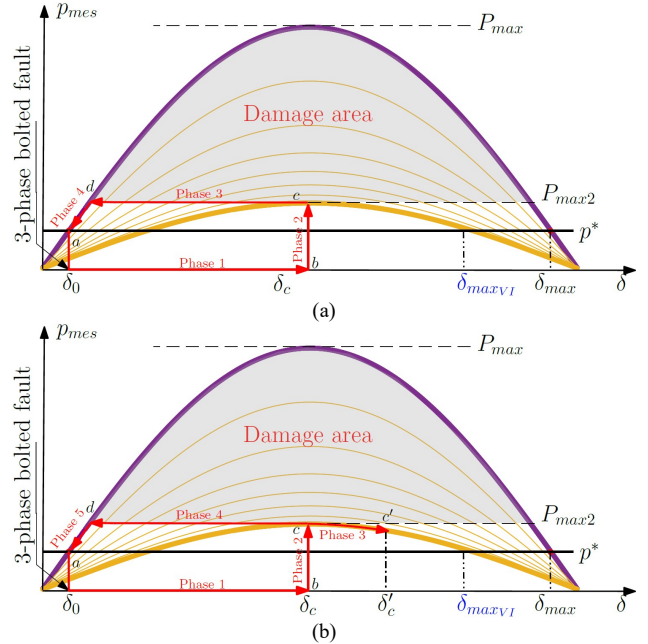 p_mes
P_max
3-phase bolted fault
Damage area
Phase 4
d
Phase 3
c
P_max2
Phase 2
a
p*
Phase 1
b
δ_0
δ_c
δ_maxVI
δ_max
δ
(a)
p_mes
P_max
3-phase bolted fault
Damage area
Phase 5
d
Phase 4
c
c′
P_max2
Phase 3
Phase 2
a
p*
Phase 1
b
δ_0
δ_c
δ′_c
δ_maxVI
δ_max
δ
(b)